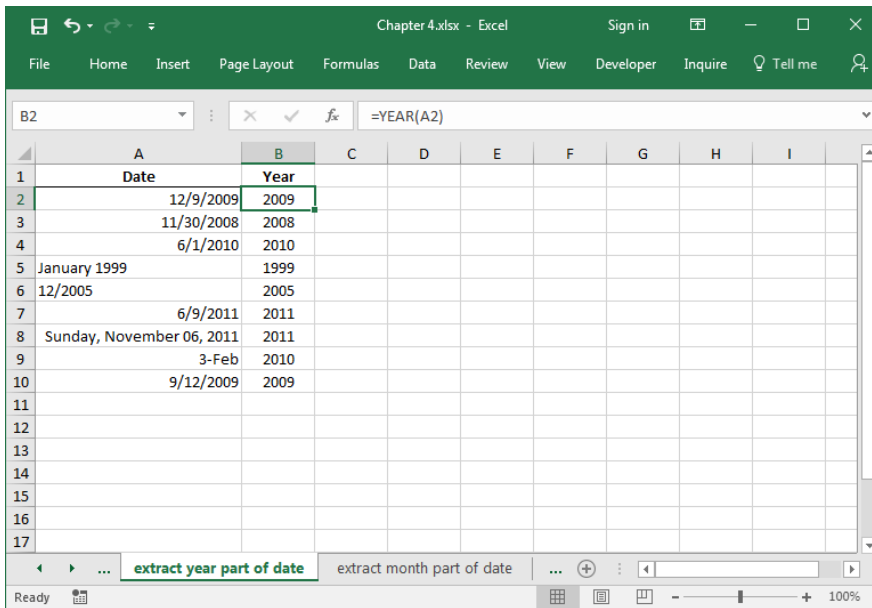 Chapter 4.xlsx - Excel Sign in
File Home Insert Page Layout Formulas Data Review View Developer Inquire Tell me
B2 fx =YEAR(A2)
A B C D E F G H I
1 Date Year
2 12/9/2009 2009
3 11/30/2008 2008
4 6/1/2010 2010
5 January 1999 1999
6 12/2005 2005
7 6/9/2011 2011
8 Sunday, November 06, 2011 2011
9 3-Feb 2010
10 9/12/2009 2009
11
12
13
14
15
16
17
... extract year part of date extract month part of date ...
Ready 100%